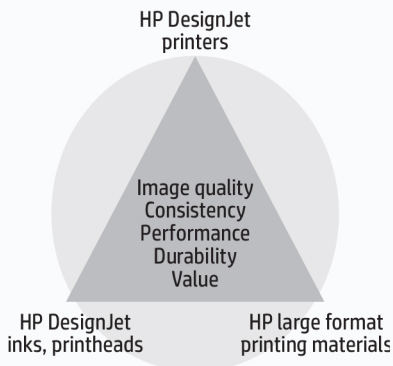 HP DesignJet
printers
Image quality
Consistency
Performance
Durability
Value
HP DesignJet
inks, printheads
HP large format
printing materials